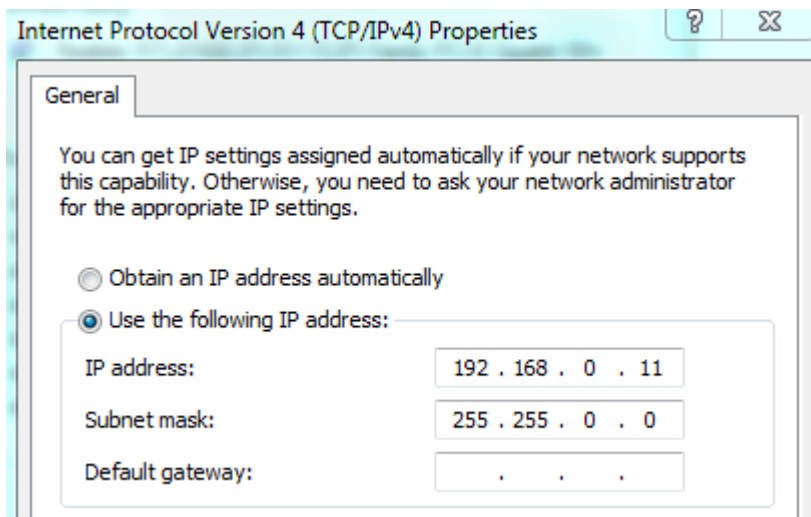 Internet Protocol Version 4 (TCP/IPv4) Properties
General
You can get IP settings assigned automatically if your network supports
this capability. Otherwise, you need to ask your network administrator
for the appropriate IP settings.
Obtain an IP address automatically
Use the following IP address:
IP address: 192 . 168 . 0 . 11
Subnet mask: 255 . 255 . 0 . 0
Default gateway: . . .